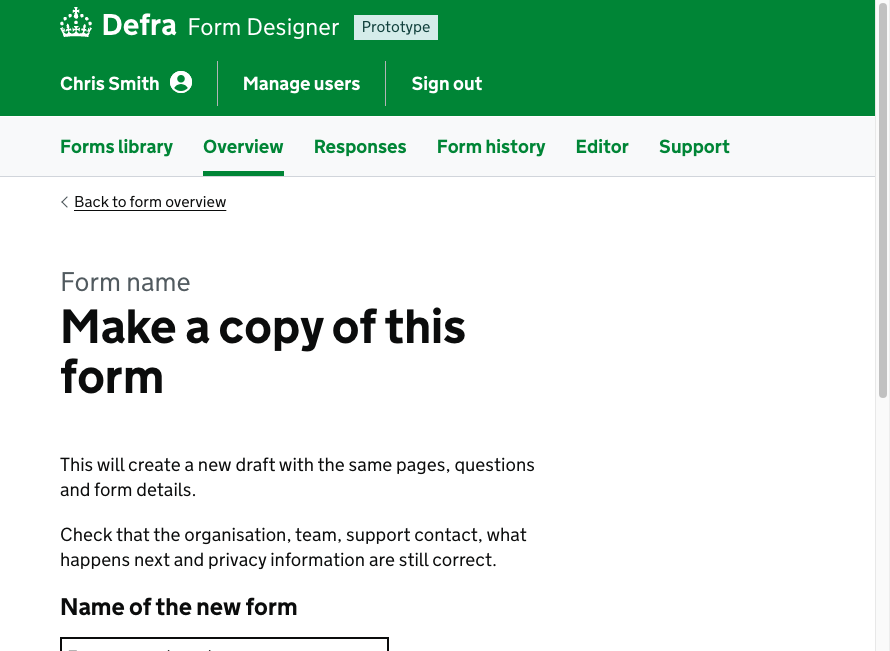 Defra Form Designer Prototype
Chris Smith Manage users Sign out
Forms library Overview Responses Form history Editor Support
Back to form overview
Form name
Make a copy of this
form
This will create a new draft with the same pages, questions
and form details.
Check that the organisation, team, support contact, what
happens next and privacy information are still correct.
Name of the new form